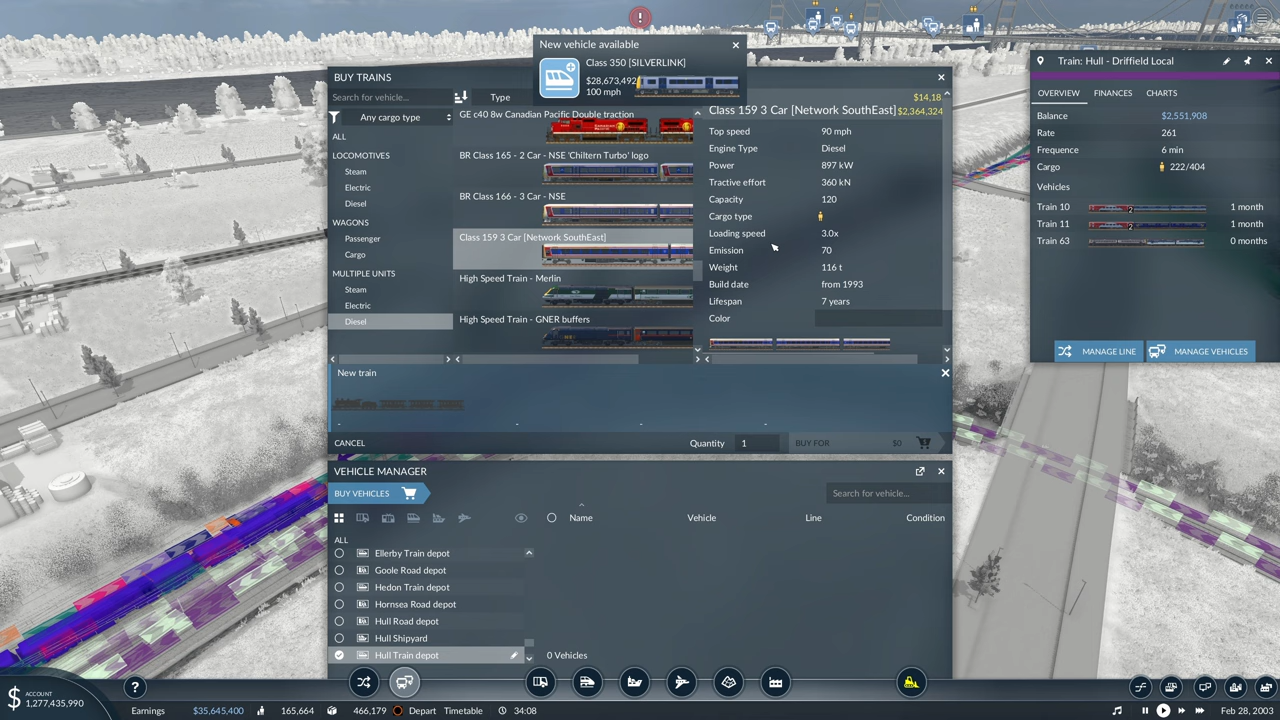 New vehicle available
Class 350 [SILVERLINK]
$28,673,492
100 mph
BUY TRAINS
Search for vehicle...
Type
Any cargo type
ALL
LOCOMOTIVES
Steam
Electric
Diesel
WAGONS
Passenger
Cargo
MULTIPLE UNITS
Steam
Electric
Diesel
GE c40 8w Canadian Pacific Double traction
BR Class 165 - 2 Car - NSE 'Chiltern Turbo' logo
BR Class 166 - 3 Car - NSE
Class 159 3 Car [Network SouthEast]
High Speed Train - Merlin
High Speed Train - GNER buffers
$14,18
Class 159 3 Car [Network SouthEast] $2,364,324
Top speed 90 mph
Engine Type Diesel
Power 897 kW
Tractive effort 360 kN
Capacity 120
Cargo type
Loading speed 3.0x
Emission 70
Weight 116 t
Build date from 1993
Lifespan 7 years
Color
New train
- - - -
CANCEL
Quantity 1 BUY FOR $0
VEHICLE MANAGER
BUY VEHICLES
Search for vehicle...
Name Vehicle Line Condition
ALL
Ellerby Train depot
Goole Road depot
Hedon Train depot
Hornsea Road depot
Hull Road depot
Hull Shipyard
Hull Train depot
0 Vehicles
Train: Hull - Driffield Local
OVERVIEW FINANCES CHARTS
Balance $2,551,908
Rate 261
Frequence 6 min
Cargo 222/404
Vehicles
Train 10 2 1 month
Train 11 2 1 month
Train 63 0 months
MANAGE LINE MANAGE VEHICLES
$ ACCOUNT
1,277,435,990
?
Earnings $35,645,400 165,664 466,179 Depart Timetable 34:08
Feb 28, 2003